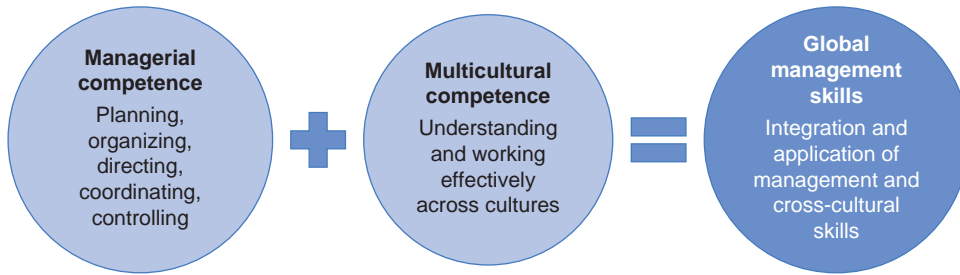 Managerial
competence
Planning,
organizing,
directing,
coordinating,
controlling
Multicultural
competence
Understanding
and working
effectively
across cultures
Global
management
skills
Integration and
application of
management and
cross-cultural
skills